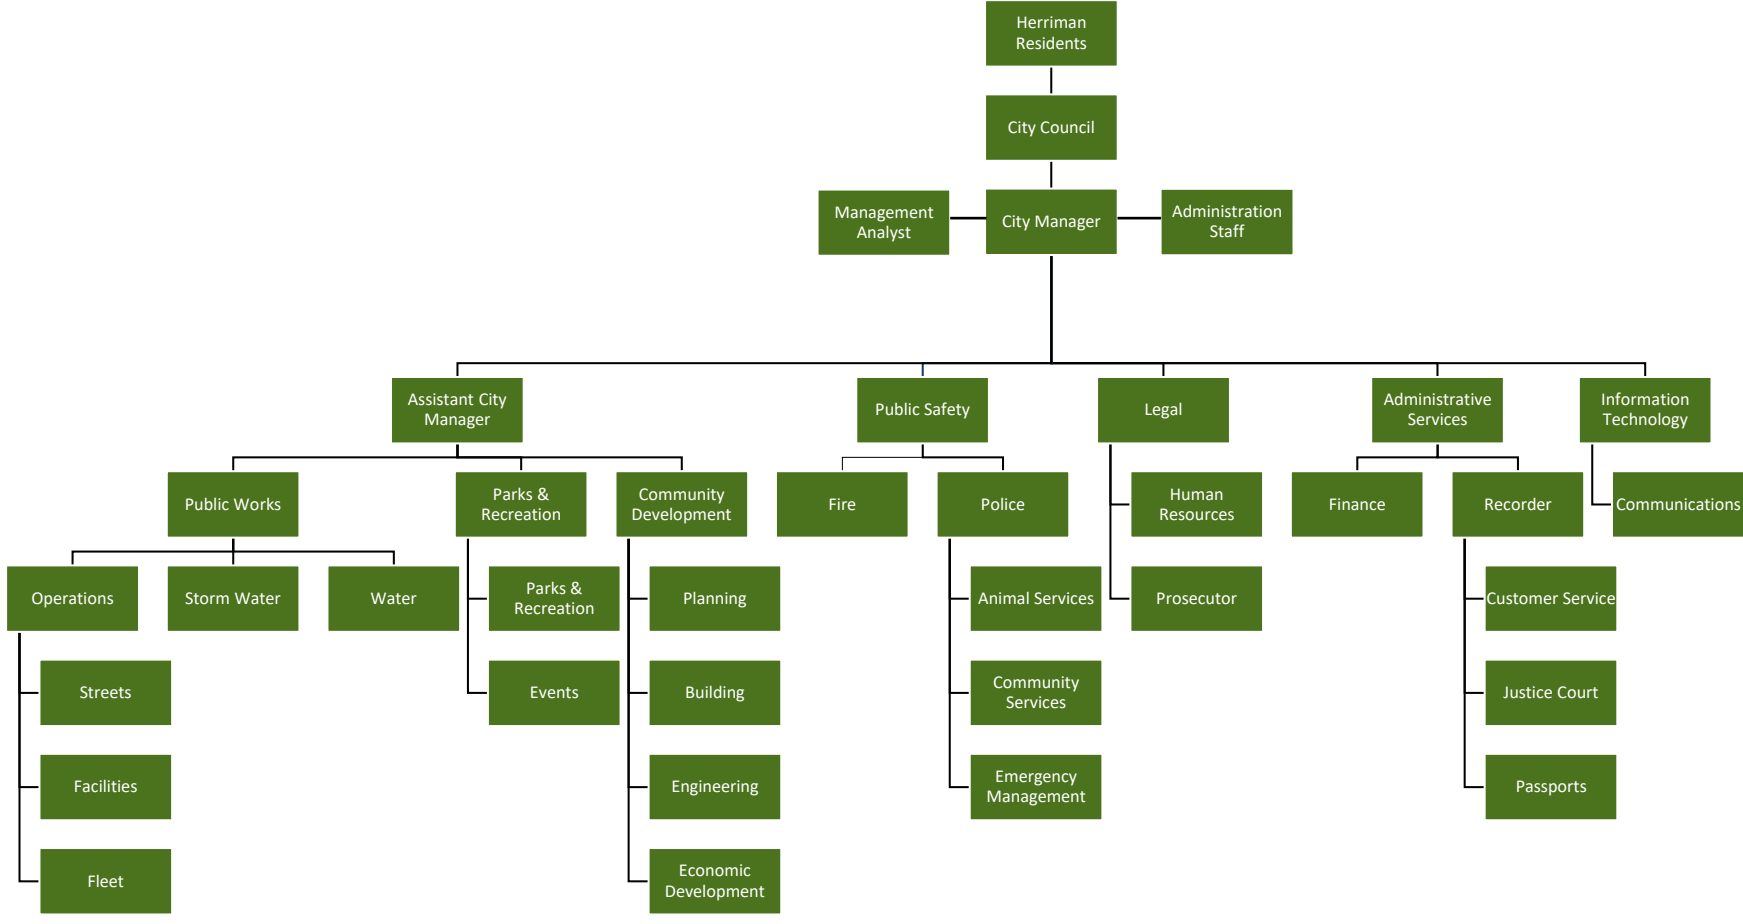 Herriman
Residents
City Council
Management
Analyst
City Manager
Administration
Staff
Assistant City
Manager
Public Safety
Legal
Administrative
Services
Information
Technology
Public Works
Parks &
Recreation
Community
Development
Fire
Police
Human
Resources
Finance
Recorder
Communications
Operations
Storm Water
Water
Parks &
Recreation
Planning
Animal Services
Prosecutor
Customer Service
Streets
Events
Building
Community
Services
Justice Court
Facilities
Engineering
Emergency
Management
Passports
Fleet
Economic
Development